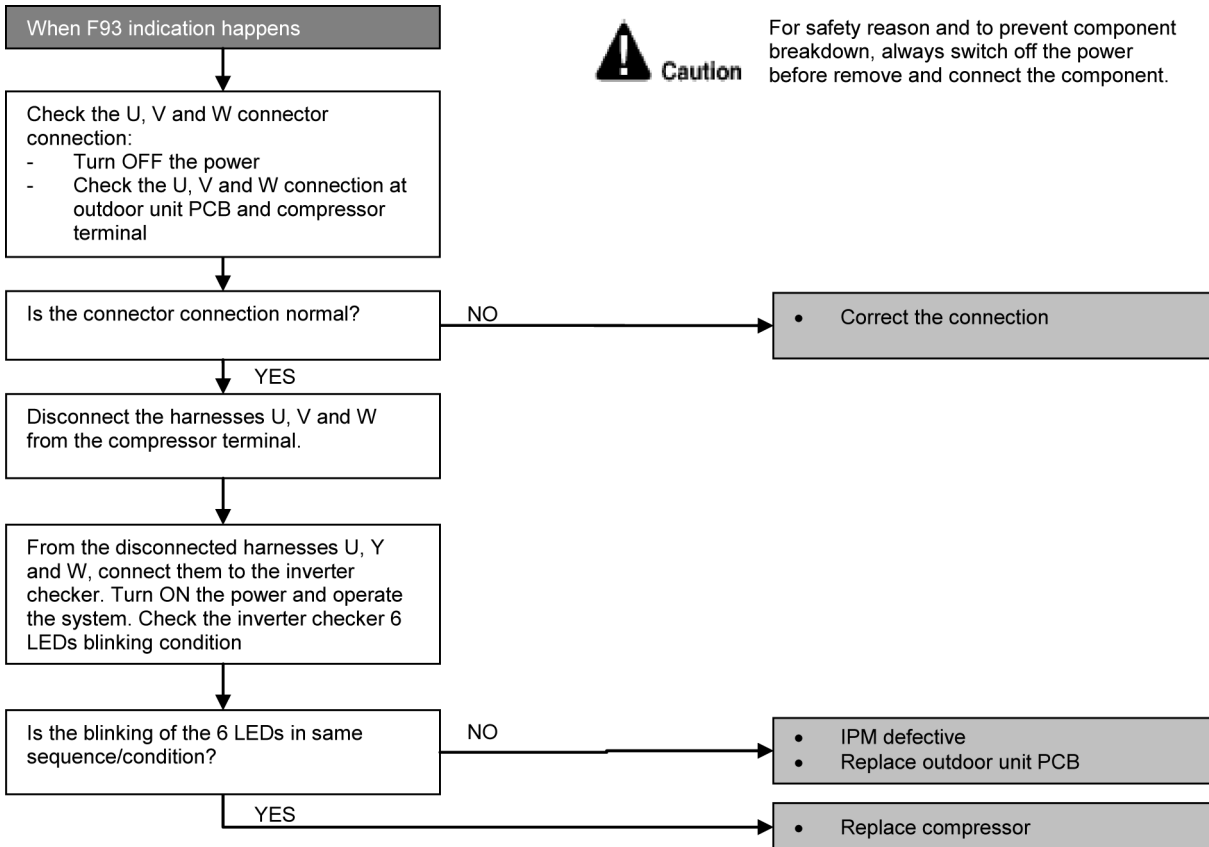 When F93 indication happens
Caution
For safety reason and to prevent component
breakdown, always switch off the power
before remove and connect the component.
Check the U, V and W connector
connection:
- Turn OFF the power
- Check the U, V and W connection at
outdoor unit PCB and compressor
terminal
Is the connector connection normal?
NO
• Correct the connection
YES
Disconnect the harnesses U, V and W
from the compressor terminal.
From the disconnected harnesses U, Y
and W, connect them to the inverter
checker. Turn ON the power and operate
the system. Check the inverter checker 6
LEDs blinking condition
Is the blinking of the 6 LEDs in same
sequence/condition?
NO
• IPM defective
• Replace outdoor unit PCB
YES
• Replace compressor